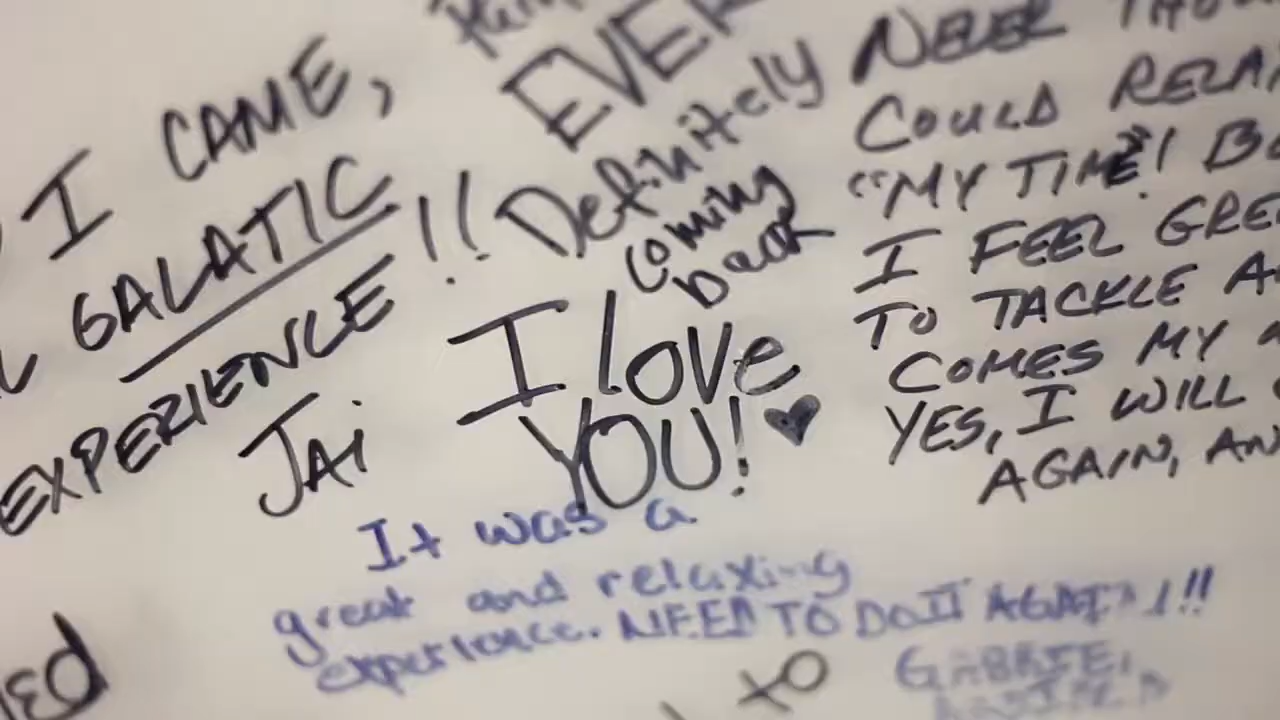 I CAME,
GALATIC
EXPERIENCE!!
JAi
EVER
Definitely
coming
back
I love
YOU! ♥
NEVER
COULD RELA
"MY TIME"! B
I FEEL GRE
TO TACKLE A
COMES MY
YES, I WILL
AGAIN, AN
It was a
great and relaxing
experience. NEED TO DO IT AGAIN!!!
XO